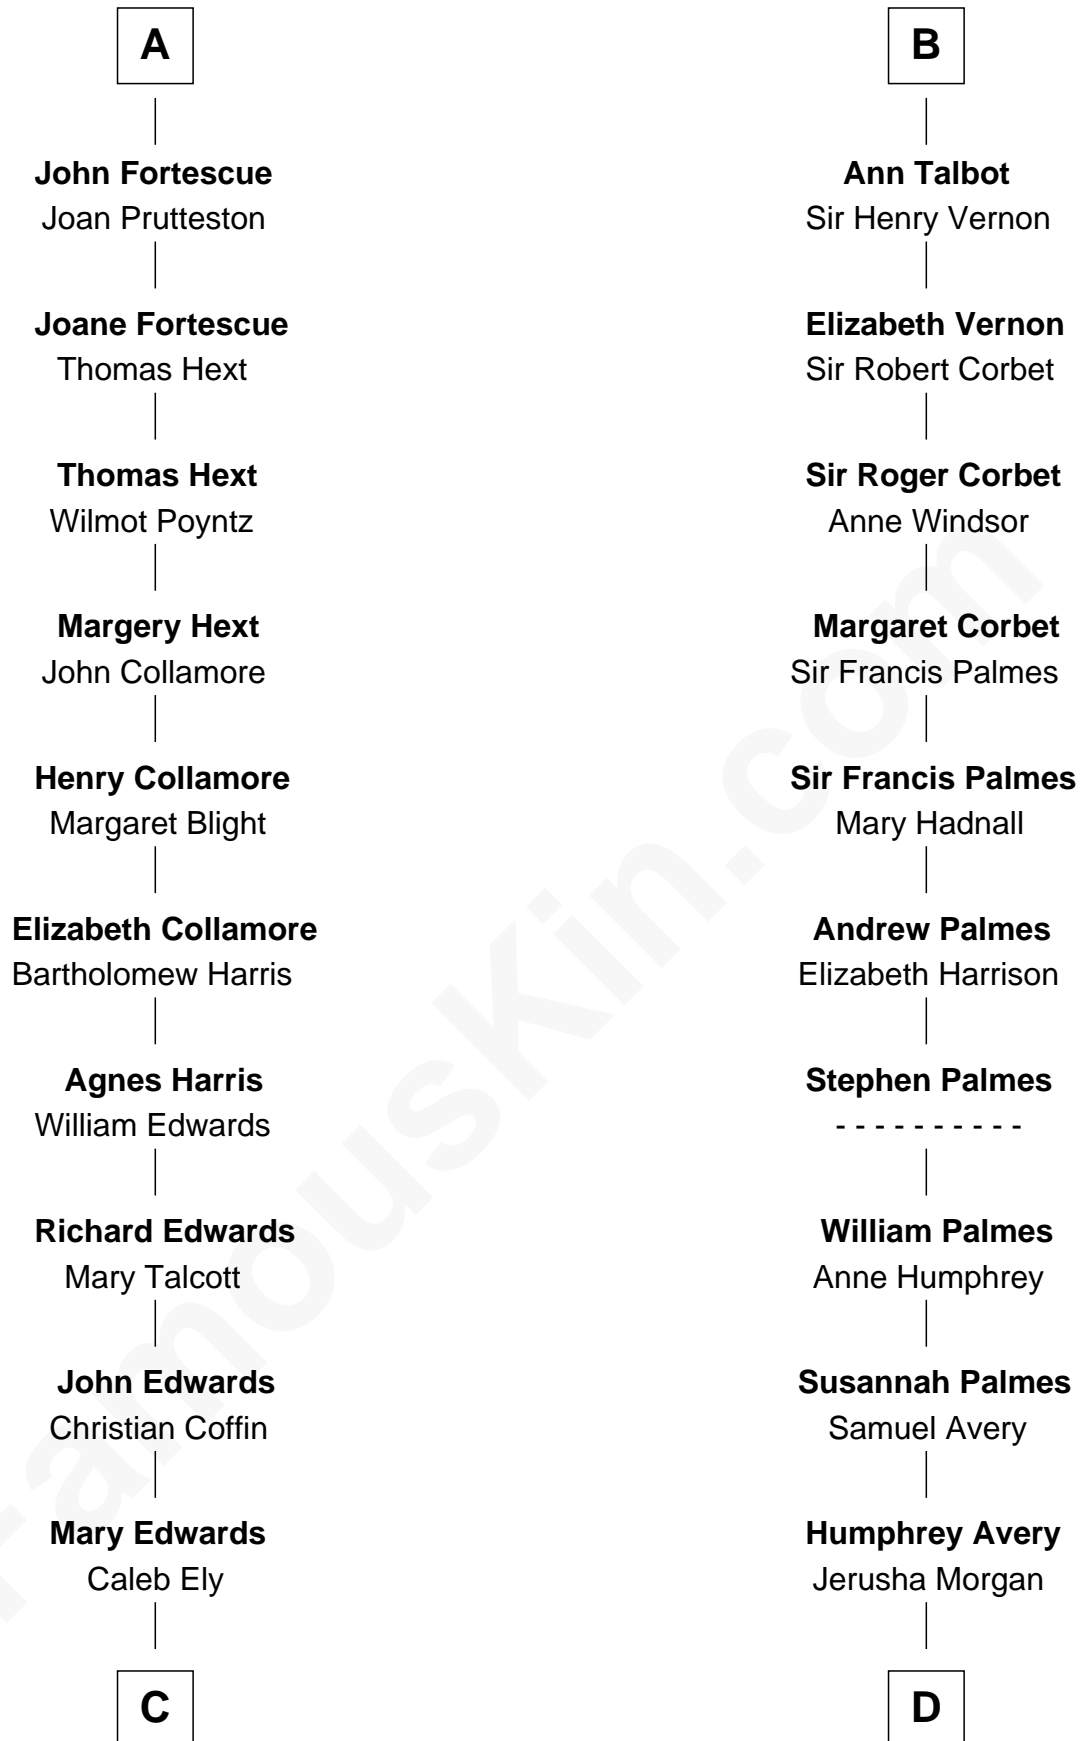 A
John Fortescue
Joan Prutteston
Joane Fortescue
Thomas Hext
Thomas Hext
Wilmot Poyntz
Margery Hext
John Collamore
Henry Collamore
Margaret Blight
Elizabeth Collamore
Bartholomew Harris
Agnes Harris
William Edwards
Richard Edwards
Mary Talcott
John Edwards
Christian Coffin
Mary Edwards
Caleb Ely
C
B
Ann Talbot
Sir Henry Vernon
Elizabeth Vernon
Sir Robert Corbet
Sir Roger Corbet
Anne Windsor
Margaret Corbet
Sir Francis Palmes
Sir Francis Palmes
Mary Hadnall
Andrew Palmes
Elizabeth Harrison
Stephen Palmes
- - - - - - - - - -
William Palmes
Anne Humphrey
Susannah Palmes
Samuel Avery
Humphrey Avery
Jerusha Morgan
D
FamousKin.com